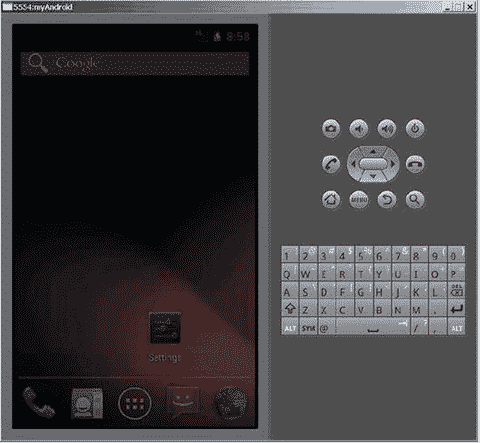 5554:myAndroid
8:58
Google
Settings
MENU
1 2 3 4 5 6 7 8 9 0
Q W E R T Y U I O P
A S D F G H J K L DEL
Z X C V B N M .
ALT SYM @ / , ALT